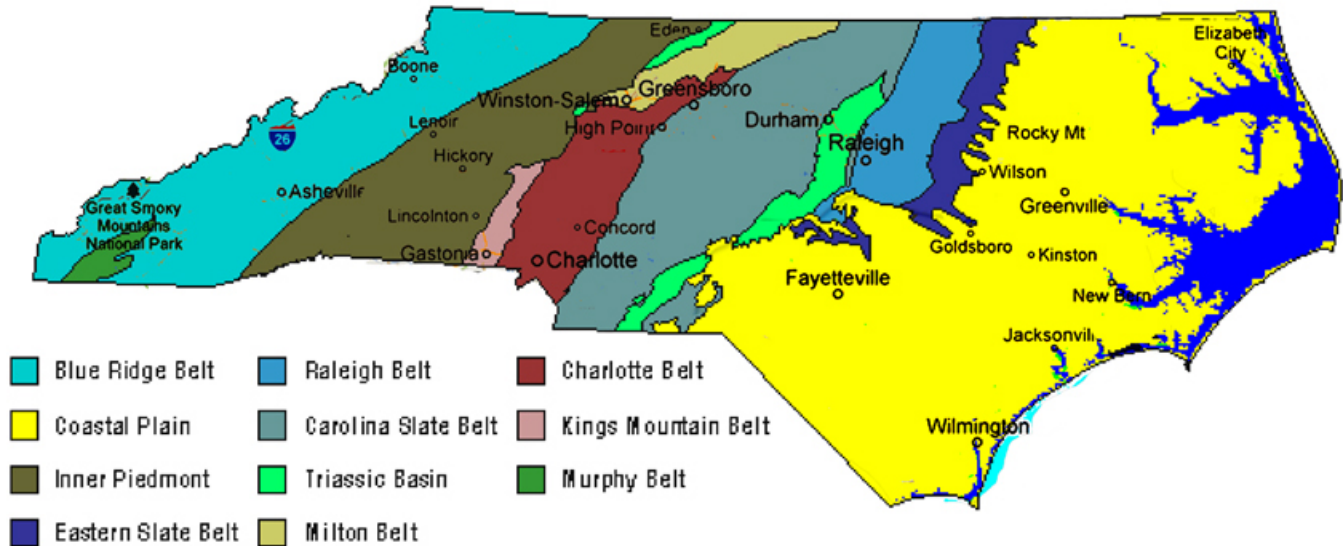 Eden
Elizabeth
City
Boone
Winston-Salem
Greensboro
26
Lenoir
High Point
Durham
Rocky Mt
Raleigh
Hickory
Wilson
Asheville
Great Smoky
Mountains
National Park
Greenville
Lincolnton
Concord
Goldsboro
Gastonia
Charlotte
Kinston
Fayetteville
New Bern
Jacksonvill
Wilmington
Blue Ridge Belt
Raleigh Belt
Charlotte Belt
Coastal Plain
Carolina Slate Belt
Kings Mountain Belt
Inner Piedmont
Triassic Basin
Murphy Belt
Eastern Slate Belt
Milton Belt